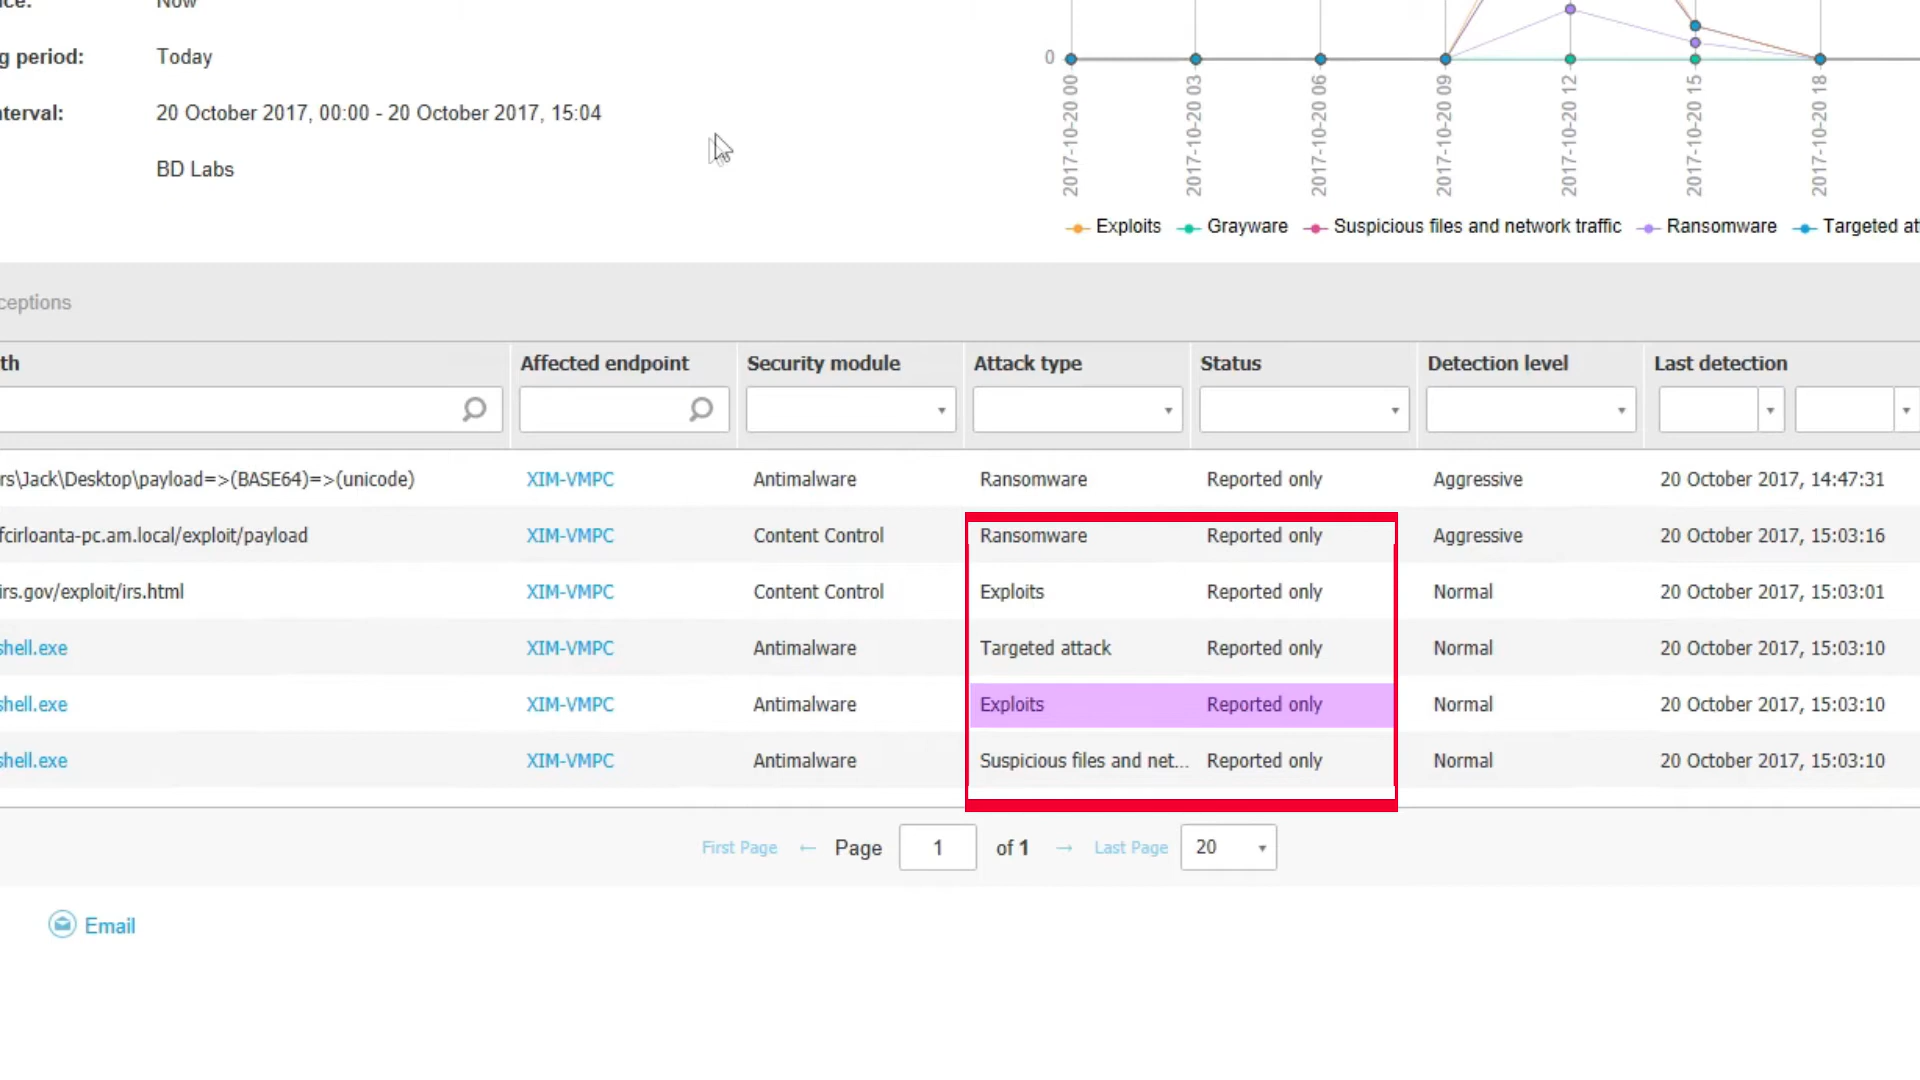 Now
g period: Today
nterval: 20 October 2017, 00:00 - 20 October 2017, 15:04
BD Labs
0
2017-10-20 00
2017-10-20 03
2017-10-20 06
2017-10-20 09
2017-10-20 12
2017-10-20 15
2017-10-20 18
Exploits Grayware Suspicious files and network traffic Ransomware Targeted at
ceptions
th Affected endpoint Security module Attack type Status Detection level Last detection
rs\Jack\Desktop\payload=>(BASE64)=>(unicode) XIM-VMPC Antimalware Ransomware Reported only Aggressive 20 October 2017, 14:47:31
fcirloanta-pc.am.local/exploit/payload XIM-VMPC Content Control Ransomware Reported only Aggressive 20 October 2017, 15:03:16
irs.gov/exploit/irs.html XIM-VMPC Content Control Exploits Reported only Normal 20 October 2017, 15:03:01
shell.exe XIM-VMPC Antimalware Targeted attack Reported only Normal 20 October 2017, 15:03:10
shell.exe XIM-VMPC Antimalware Exploits Reported only Normal 20 October 2017, 15:03:10
shell.exe XIM-VMPC Antimalware Suspicious files and net... Reported only Normal 20 October 2017, 15:03:10
First Page ← Page 1 of 1 → Last Page 20
Email